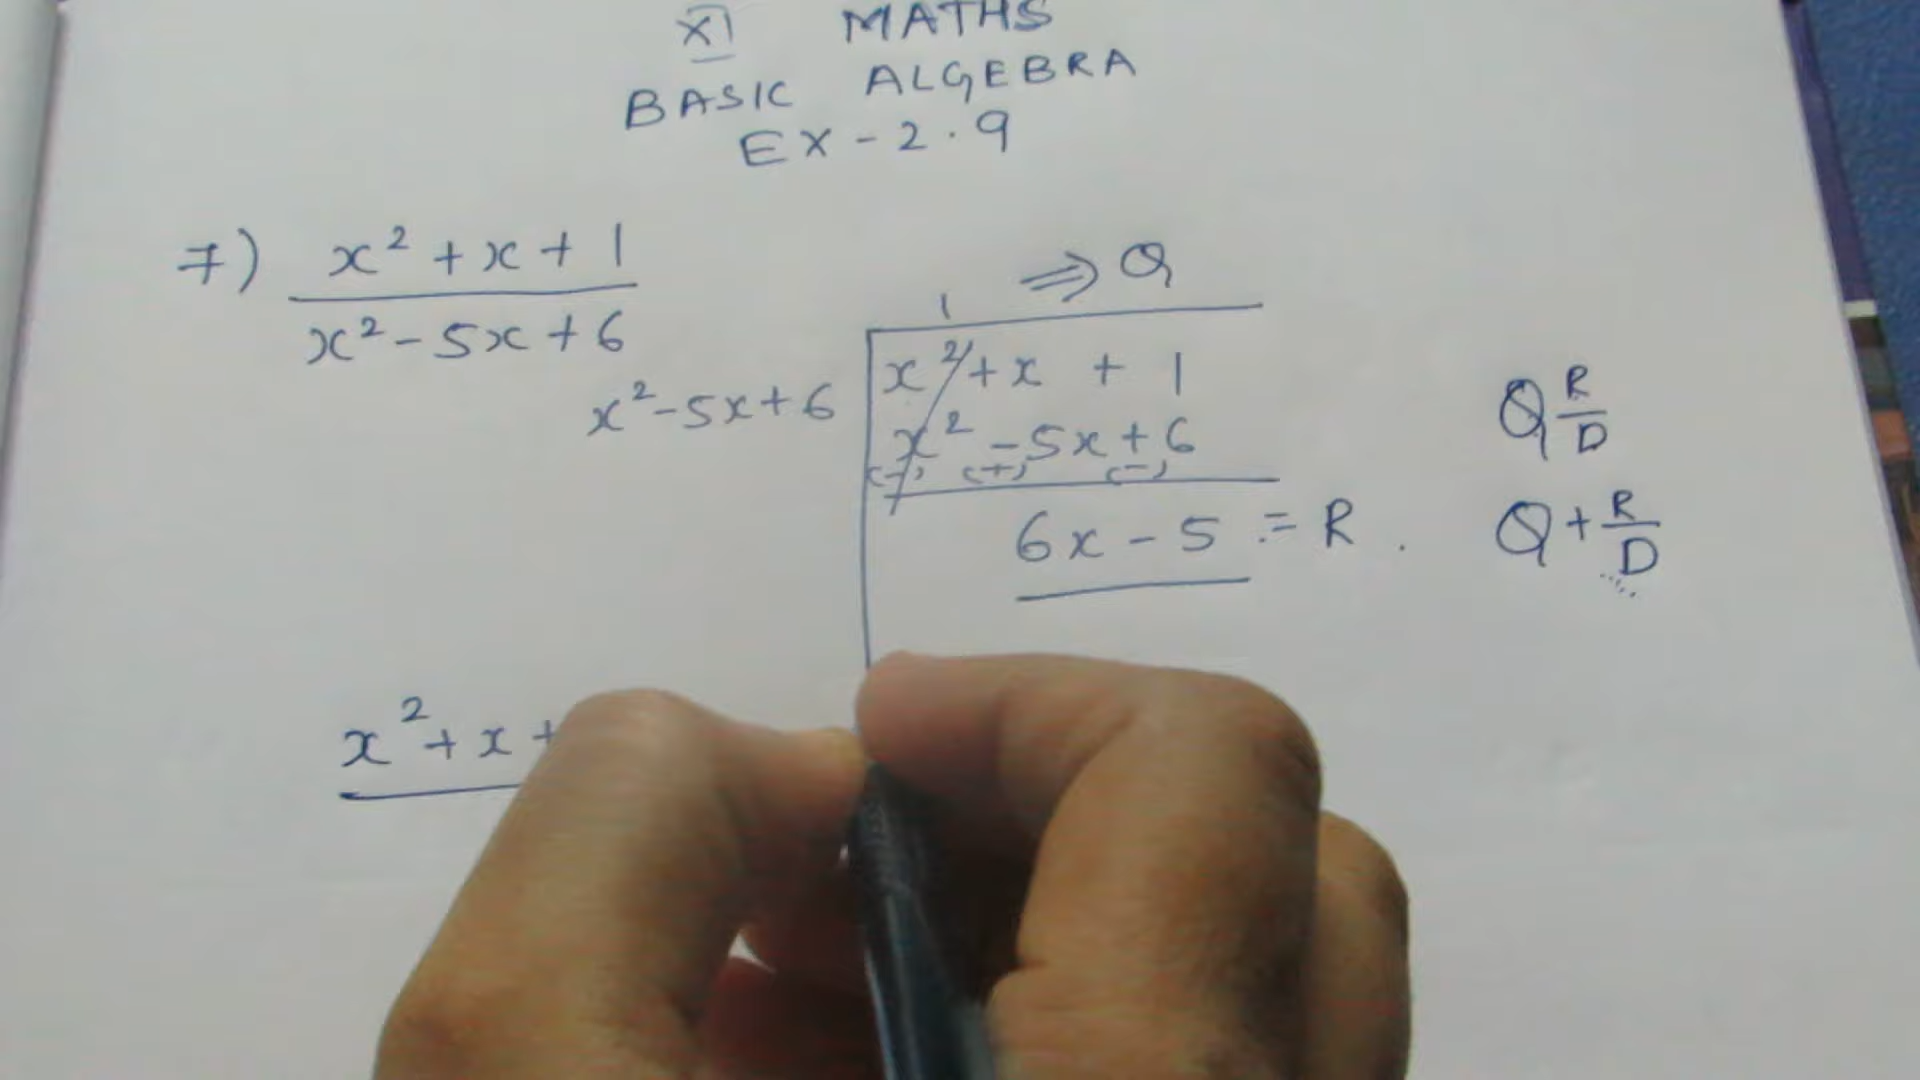 XI MATHS
BASIC ALGEBRA
EX - 2.9
7) x² + x + 1
x² - 5x + 6
1 ⇒ Q
x² - 5x + 6
x² + x + 1
x² - 5x + 6
(-) (+) (-)
6x - 5 = R.
Q R/D
Q + R/D
x² + x +